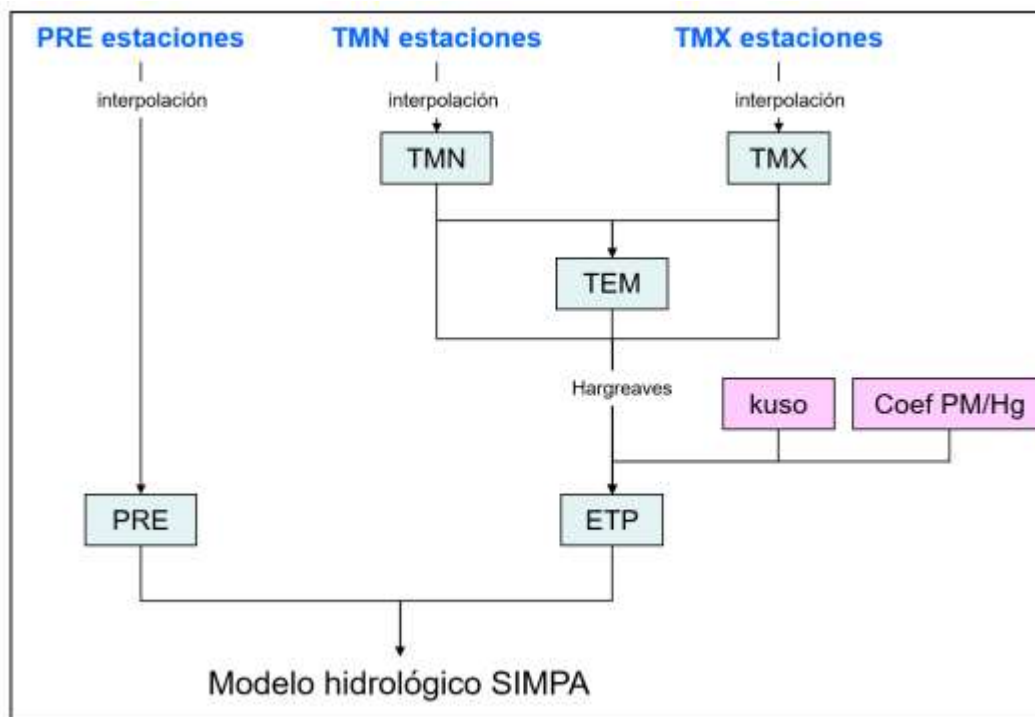 PRE estaciones
TMN estaciones
TMX estaciones
interpolación
interpolación
interpolación
TMN
TMX
TEM
Hargreaves
kuso
Coef PM/Hg
PRE
ETP
Modelo hidrológico SIMPA